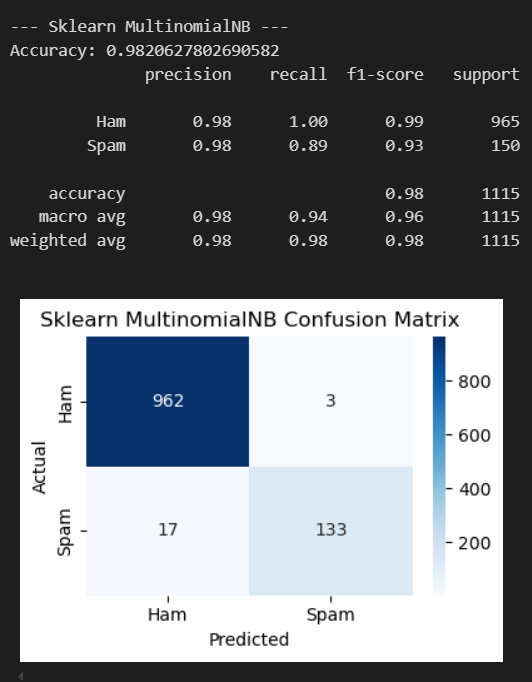 --- Sklearn MultinomialNB ---
Accuracy: 0.9820627802690582
precision recall f1-score support
Ham 0.98 1.00 0.99 965
Spam 0.98 0.89 0.93 150
accuracy 0.98 1115
macro avg 0.98 0.94 0.96 1115
weighted avg 0.98 0.98 0.98 1115
Sklearn MultinomialNB Confusion Matrix
Actual
Ham 962 3
Spam 17 133
Ham Spam
Predicted
800
600
400
200